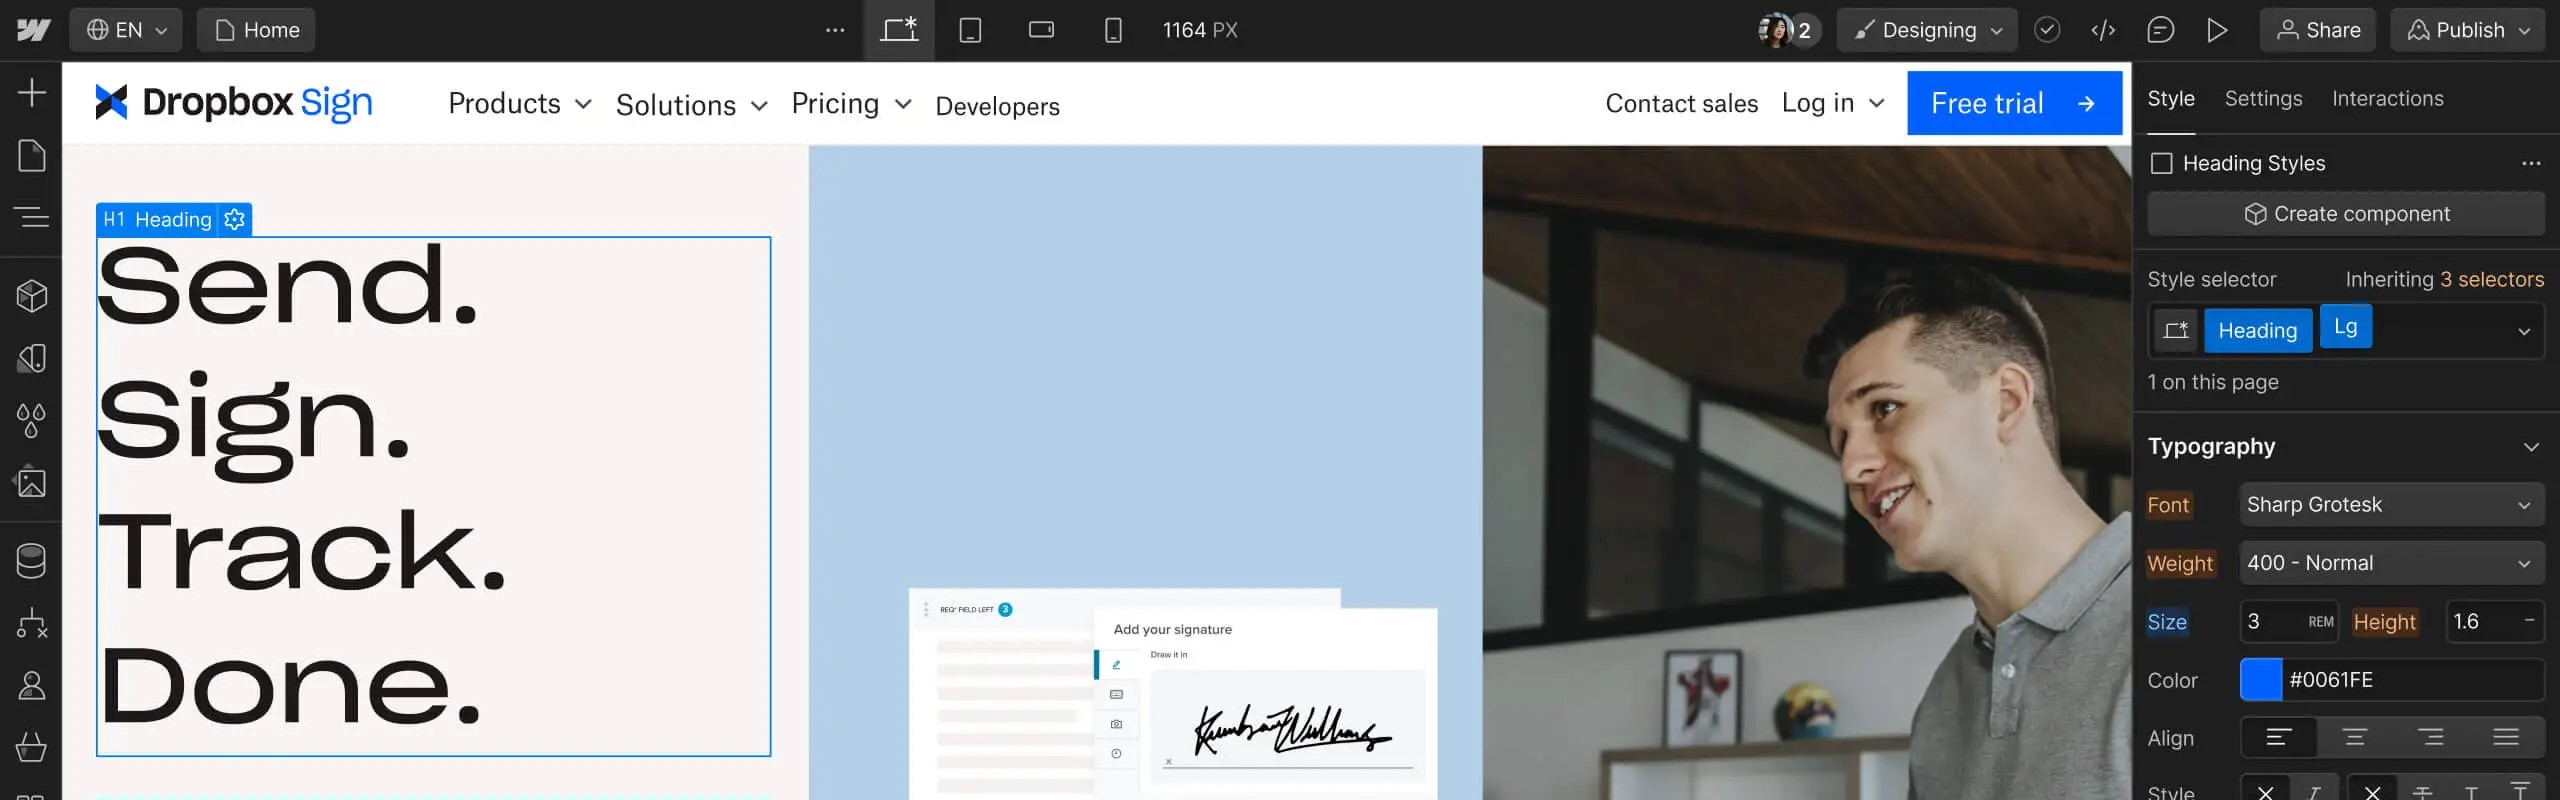 EN
Home
1164 PX
2
Designing
Share
Publish
Dropbox Sign
Products
Solutions
Pricing
Developers
Contact sales
Log in
Free trial
H1 Heading
Send.
Sign.
Track.
Done.
REQ' FIELD LEFT 3
Add your signature
Draw it in
Style
Settings
Interactions
Heading Styles
Create component
Style selector
Inheriting 3 selectors
Heading
Lg
1 on this page
Typography
Font
Sharp Grotesk
Weight
400 - Normal
Size
3 REM
Height
1.6 –
Color
#0061FE
Align
Style